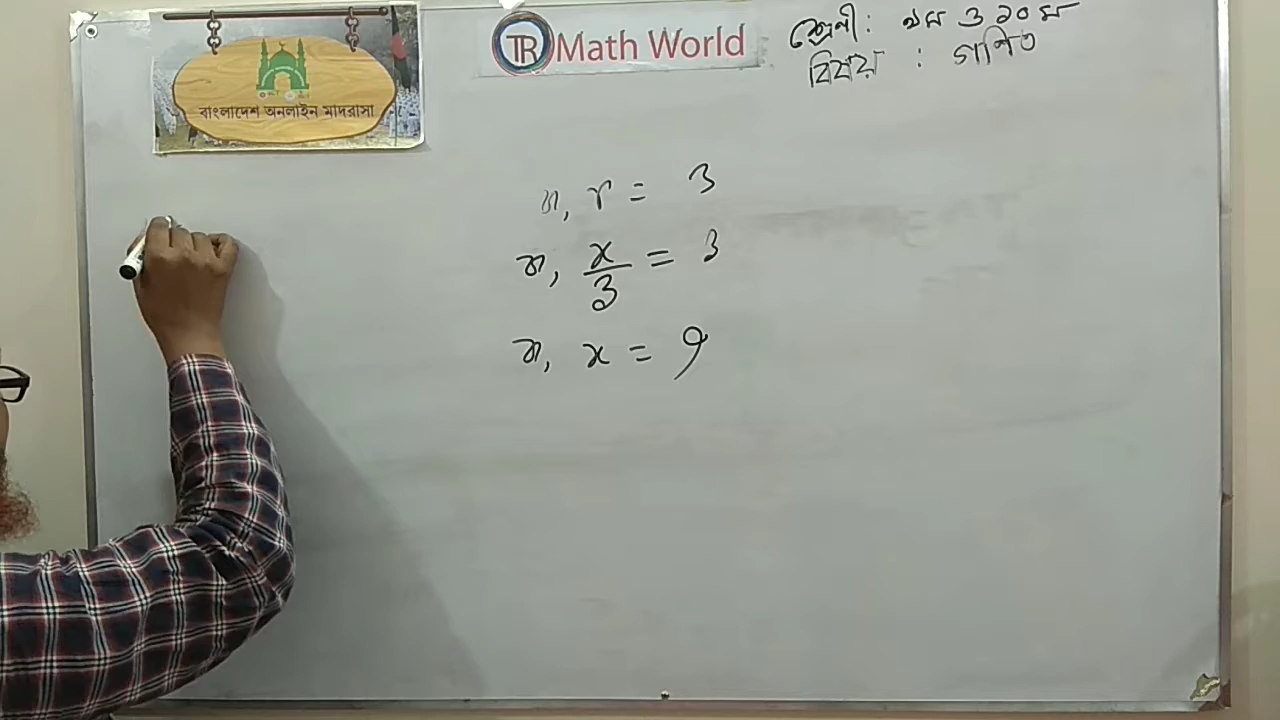 বাংলাদেশ অনলাইন মাদরাসা
TR Math World
শ্রেণী : ৯ম ও ১০ম
বিষয় : গণিত
বা, r = 3
বা, x/3 = 3
বা, x = 9